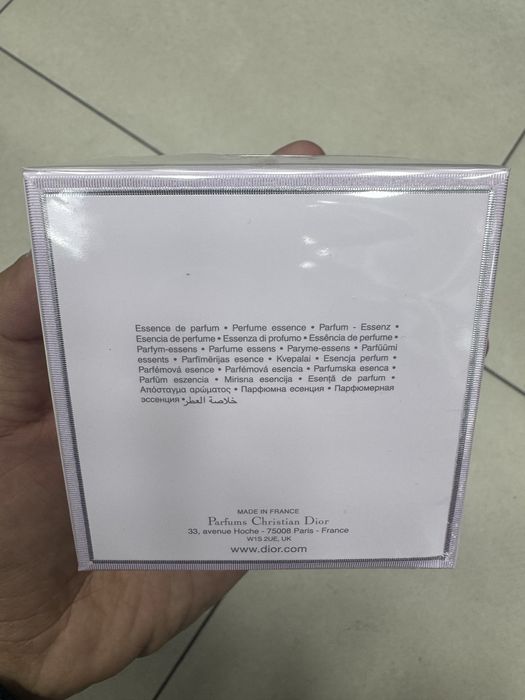 Essence de parfum • Perfume essence • Parfum - Essenz •
Esencia de perfume • Essenza di profumo • Essência de perfume •
Parfym-essens • Parfume essens • Paryme-essens • Parfüümi
essents • Parfimērijas esence • Kvepalai • Esencja perfum •
Parfémová esence • Parfémová esencia • Parfumska esenca •
Parfüm eszencia • Mirisna esencija • Esență de parfum •
Απόσταγμα αρώματος • Парфюмна есенция • Парфюмерная
эссенция • خلاصة العطر
MADE IN FRANCE
Parfums Christian Dior
33, avenue Hoche - 75008 Paris - France
W1S 2UE, UK
www.dior.com